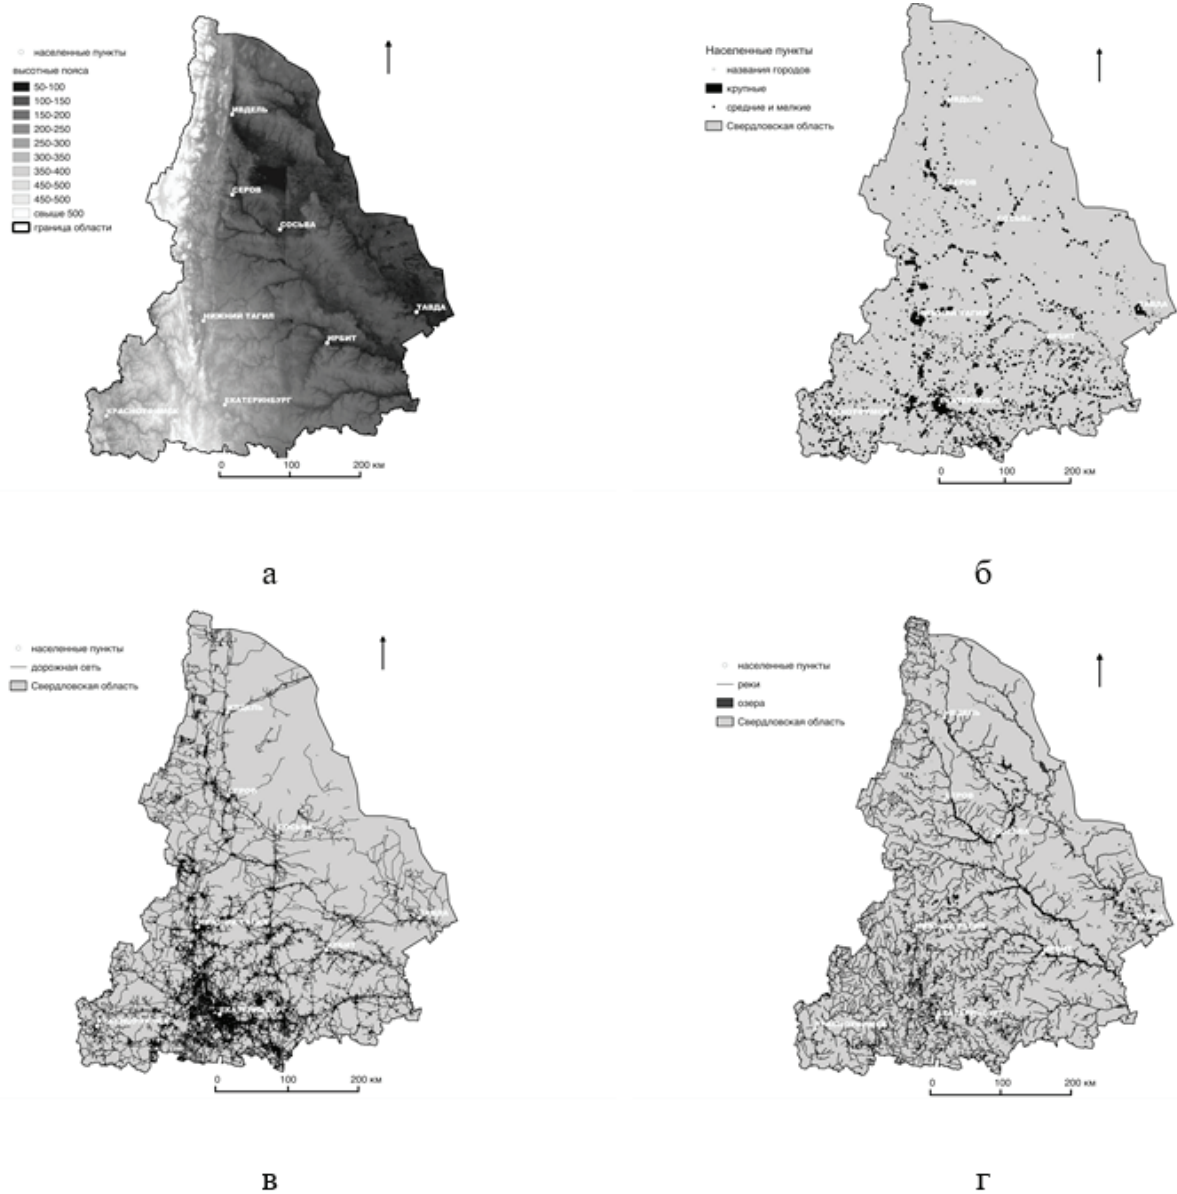 населенные пункты
высотные пояса
50-100
100-150
150-200
200-250
250-300
300-350
350-400
450-500
450-500
свыше 500
граница области
ИВДЕЛЬ
СЕРОВ
СОСЬВА
ТАВДА
НИЖНИЙ ТАГИЛ
ИРБИТ
ЕКАТЕРИНБУРГ
КРАСНОУФИМСК
0 100 200 км
а
Населенные пункты
названия городов
крупные
средние и мелкие
Свердловская область
0 100 200 км
б
населенные пункты
дорожная сеть
Свердловская область
0 100 200 км
в
населенные пункты
реки
озера
Свердловская область
0 100 200 км
г